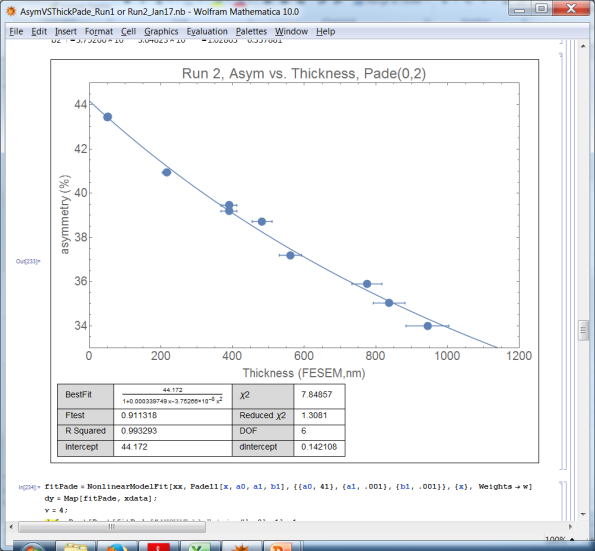 AsymVSThickPade_Run1 or Run2_Jan17.nb - Wolfram Mathematica 10.0
File Edit Insert Format Cell Graphics Evaluation Palettes Window Help
Run 2, Asym vs. Thickness, Pade(0,2)
44
42
40
38
36
34
asymmetry (%)
Out[233]=
0 200 400 600 800 1000 1200
Thickness (FESEM,nm)
BestFit 44.172 / 1+0.000339749 x-3.75266×10^-8 x^2 χ2 7.84857
Ftest 0.911318 Reduced χ2 1.3081
R Squared 0.993293 DOF 6
Intercept 44.172 dIntercept 0.142108
In[234]:= fitPade = NonlinearModelFit[xx, Pade11[x, a0, a1, b1], {{a0, 41}, {a1, .001}, {b1, .001}}, {x}, Weights → w]
dy = Map[fitPade, xdata];
v = 4;
100%